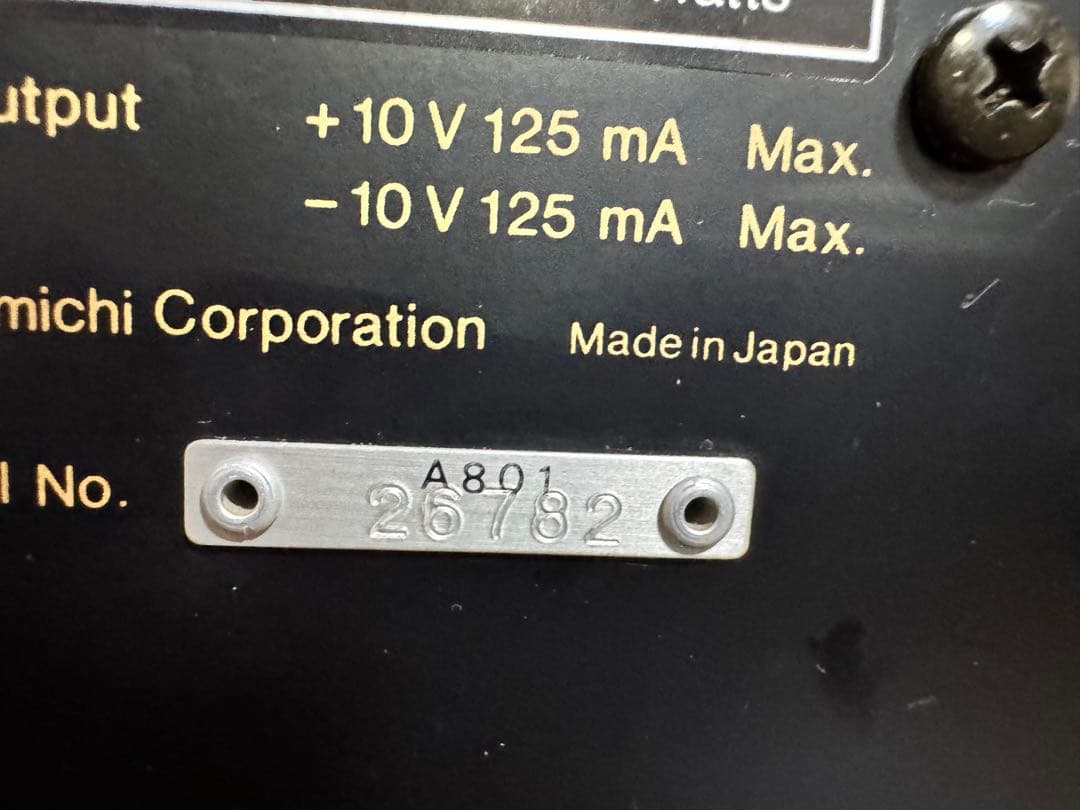 utput +10 V 125 mA Max.
−10 V 125 mA Max.
michi Corporation Made in Japan
l No. A801
26782